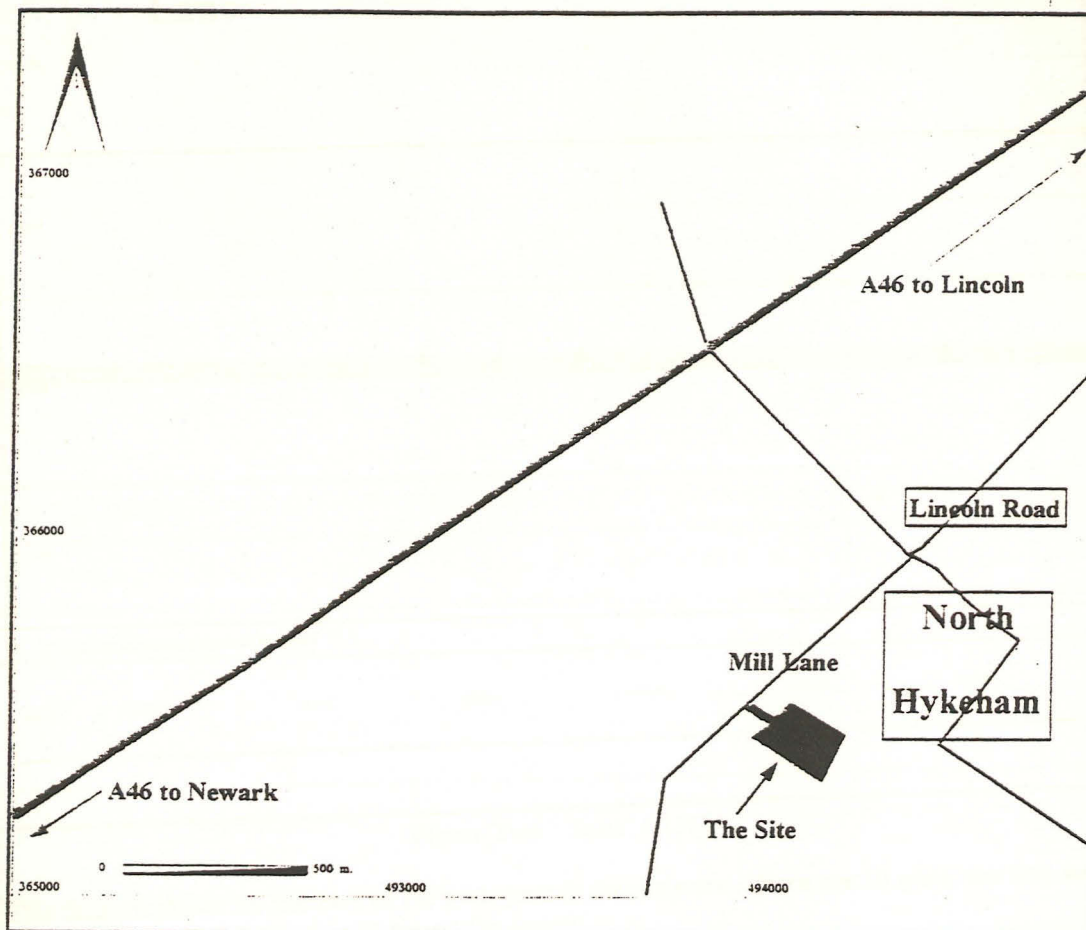 367000
A46 to Lincoln
Lincoln Road
366000
North
Hykeham
Mill Lane
A46 to Newark
The Site
0 500 m.
365000 493000 494000